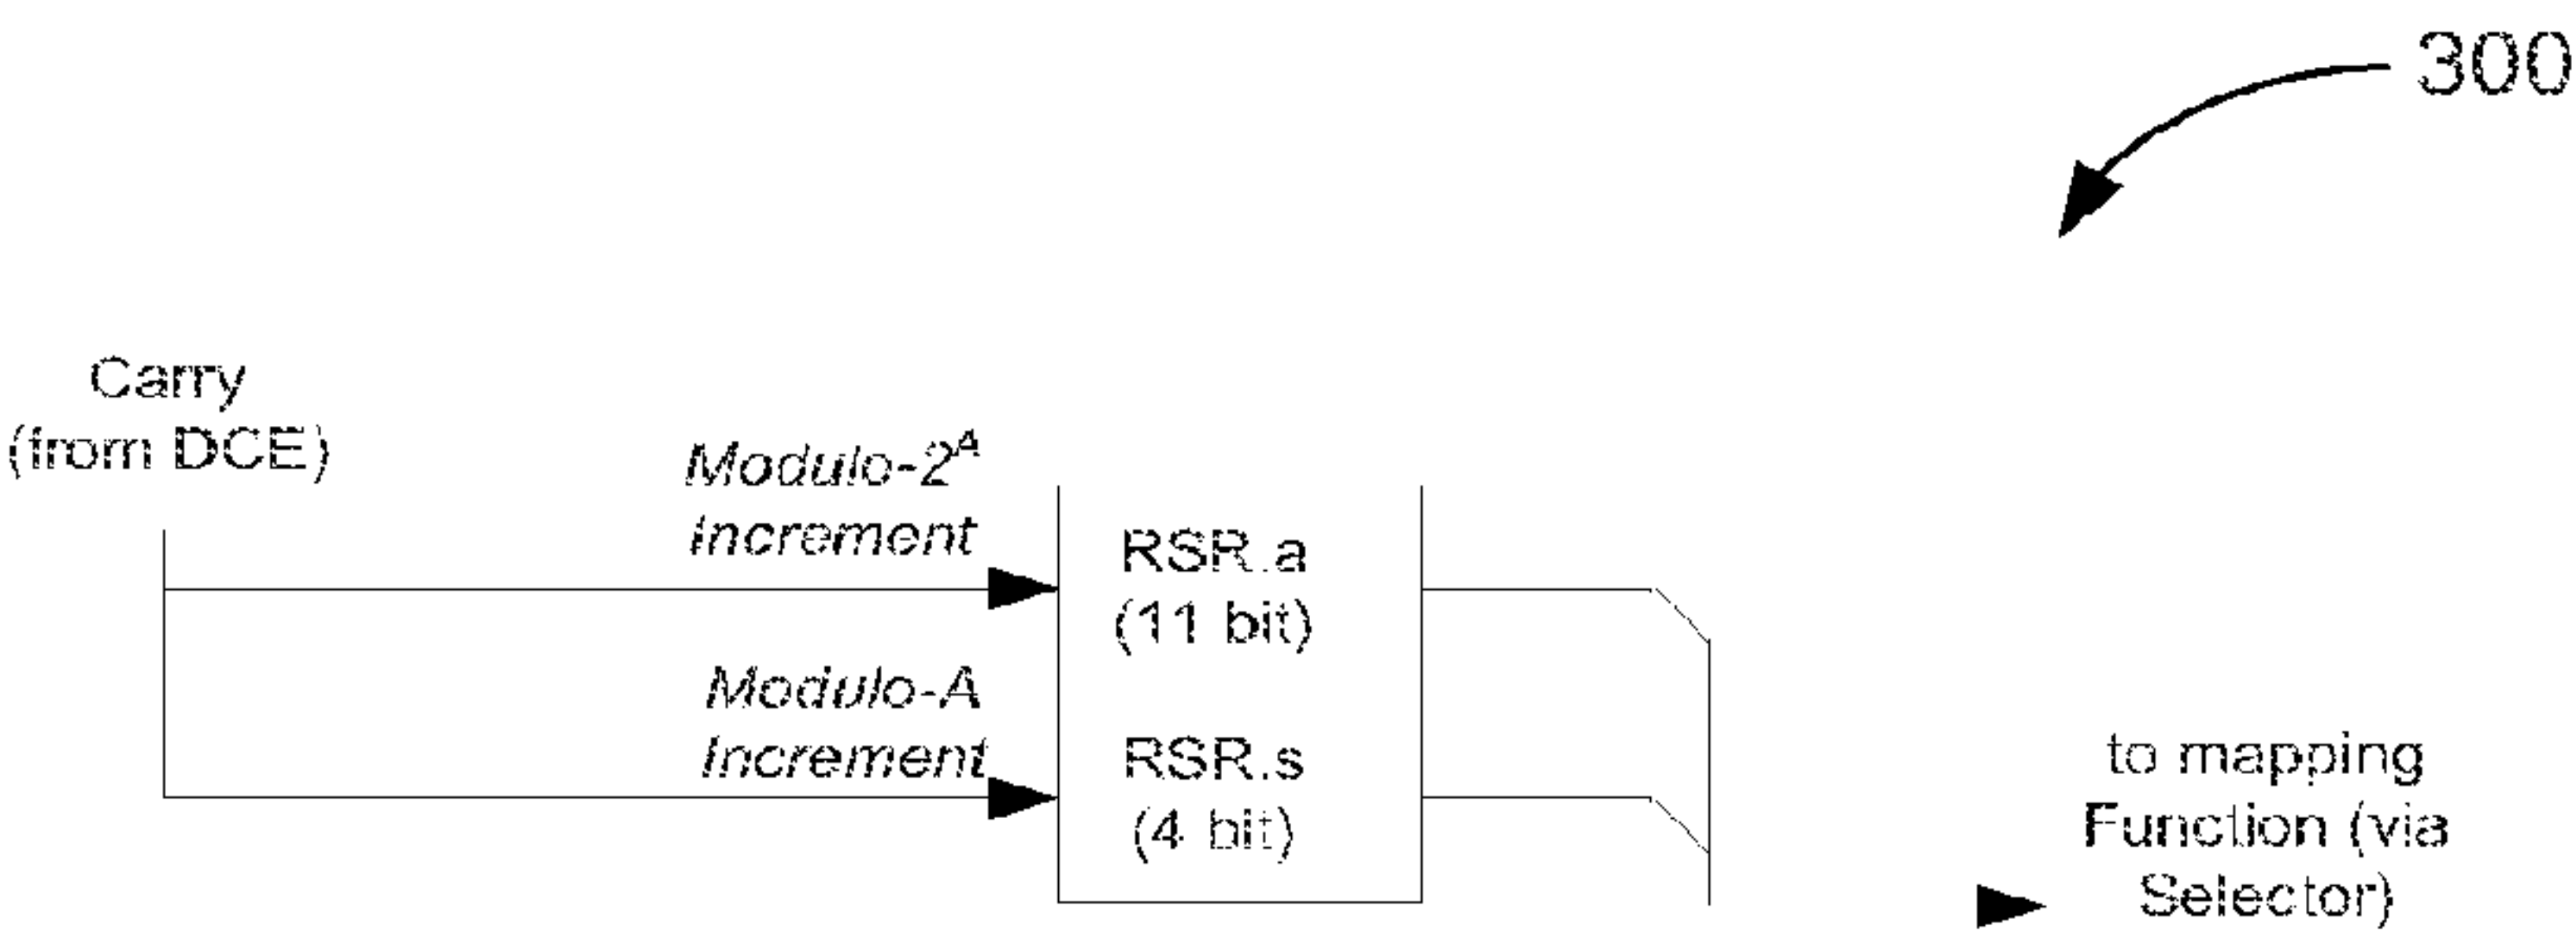 300
Carry
(from DCE)
Modulo-2^A
Increment
RSR.a
(11 bit)
Modulo-A
Increment
RSR.s
(4 bit)
to mapping
Function (via
Selector)